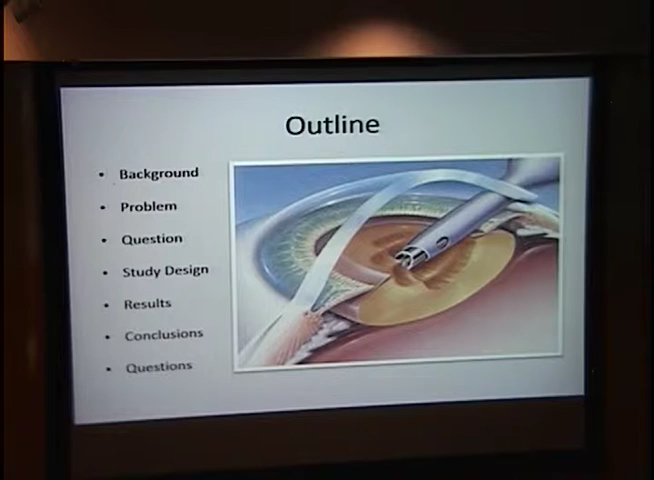 Outline
• Background
• Problem
• Question
• Study Design
• Results
• Conclusions
• Questions